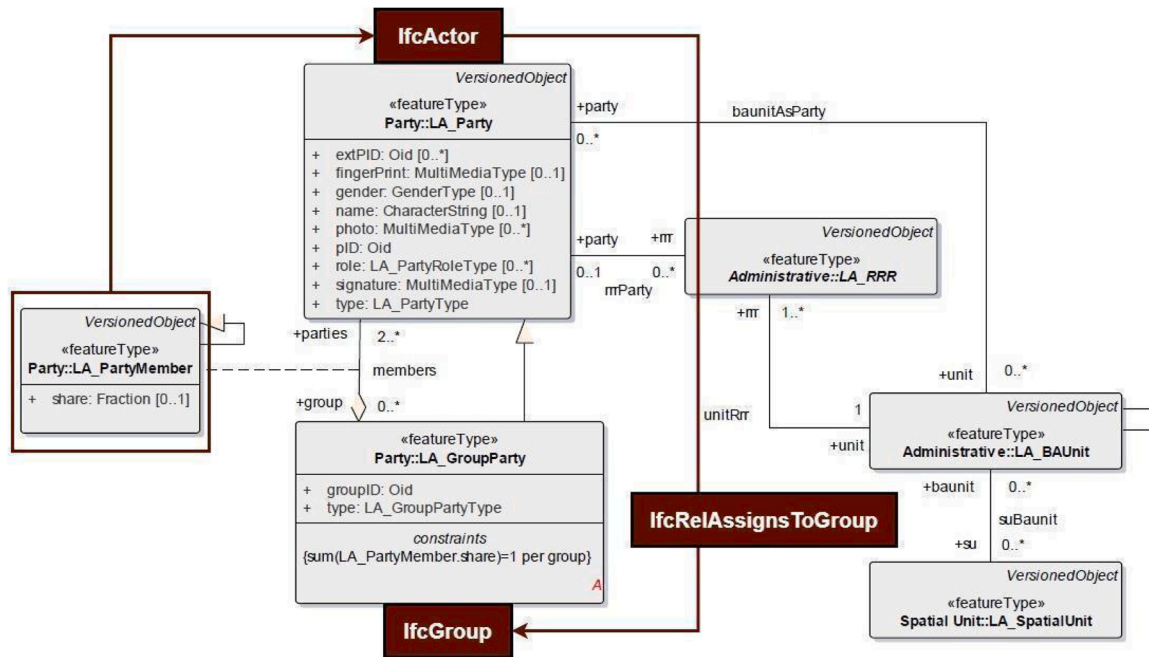 IfcActor
VersionedObject
«featureType»
Party::LA_Party
+ extPID: Oid [0..*]
+ fingerPrint: MultiMediaType [0..1]
+ gender: GenderType [0..1]
+ name: CharacterString [0..1]
+ photo: MultiMediaType [0..*]
+ pID: Oid
+ role: LA_PartyRoleType [0..*]
+ signature: MultiMediaType [0..1]
+ type: LA_PartyType
+party
baunitAsParty
0..*
+party
+rrr
0..1
0..*
rrrParty
VersionedObject
«featureType»
Administrative::LA_RRR
+rrr
1..*
VersionedObject
«featureType»
Party::LA_PartyMember
+ share: Fraction [0..1]
+parties
2..*
members
+group
0..*
+unit
0..*
unitRrr
1
+unit
VersionedObject
«featureType»
Administrative::LA_BAUnit
«featureType»
Party::LA_GroupParty
+ groupID: Oid
+ type: LA_GroupPartyType
constraints
{sum(LA_PartyMember.share)=1 per group}
A
+baunit
0..*
suBaunit
+su
0..*
IfcRelAssignsToGroup
VersionedObject
«featureType»
Spatial Unit::LA_SpatialUnit
IfcGroup